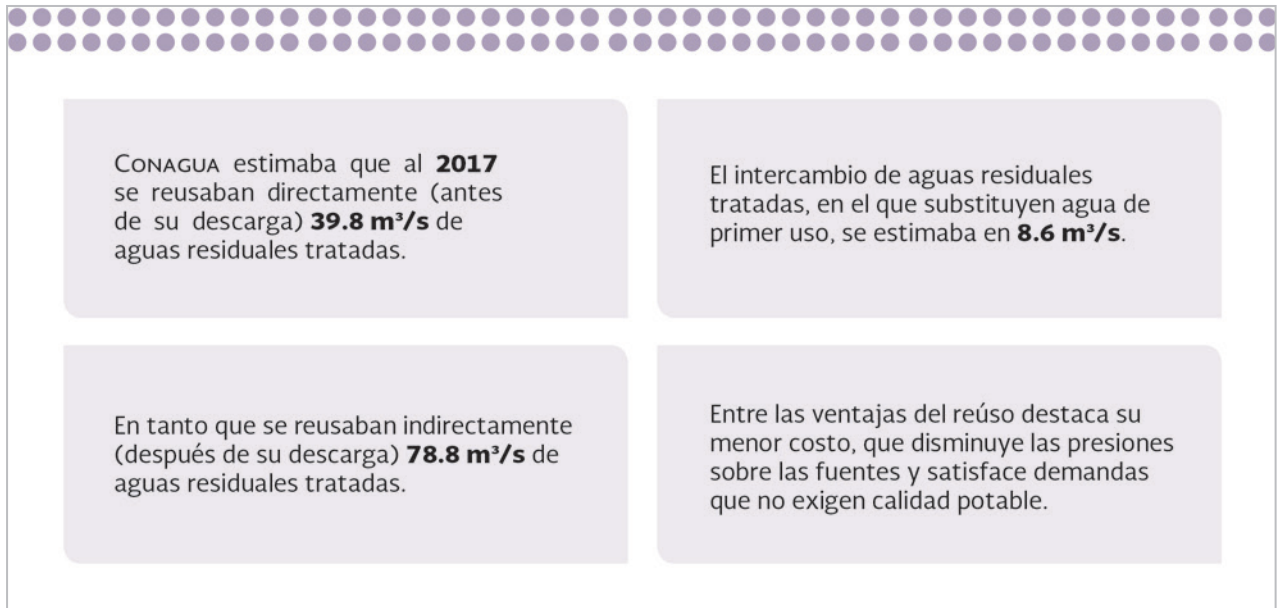 CONAGUA estimaba que al 2017
se reusaban directamente (antes
de su descarga) 39.8 m³/s de
aguas residuales tratadas.
El intercambio de aguas residuales
tratadas, en el que substituyen agua de
primer uso, se estimaba en 8.6 m³/s.
En tanto que se reusaban indirectamente
(después de su descarga) 78.8 m³/s de
aguas residuales tratadas.
Entre las ventajas del reúso destaca su
menor costo, que disminuye las presiones
sobre las fuentes y satisface demandas
que no exigen calidad potable.